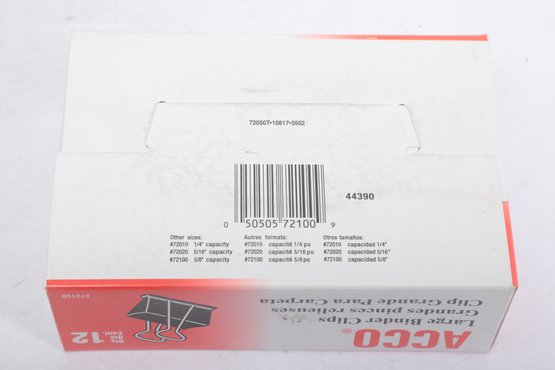 72050T•10817•0502
44390
0 50505 72100 9
Other sizes:
#72010 1/4" capacity
#72020 5/16" capacity
#72100 5/8" capacity
Autres formats:
#72010 capacité 1/4 po
#72020 capacité 5/16 po
#72100 capacité 5/8 po
Otros tamaños:
#72010 capacidad 1/4"
#72020 capacidad 5/16"
#72100 capacidad 5/8"
ACCO®
Large Binder Clips
Grandes pinces relieuses
Clip Grande Para Carpeta
Qty
Qté
Cont.
12
#72100